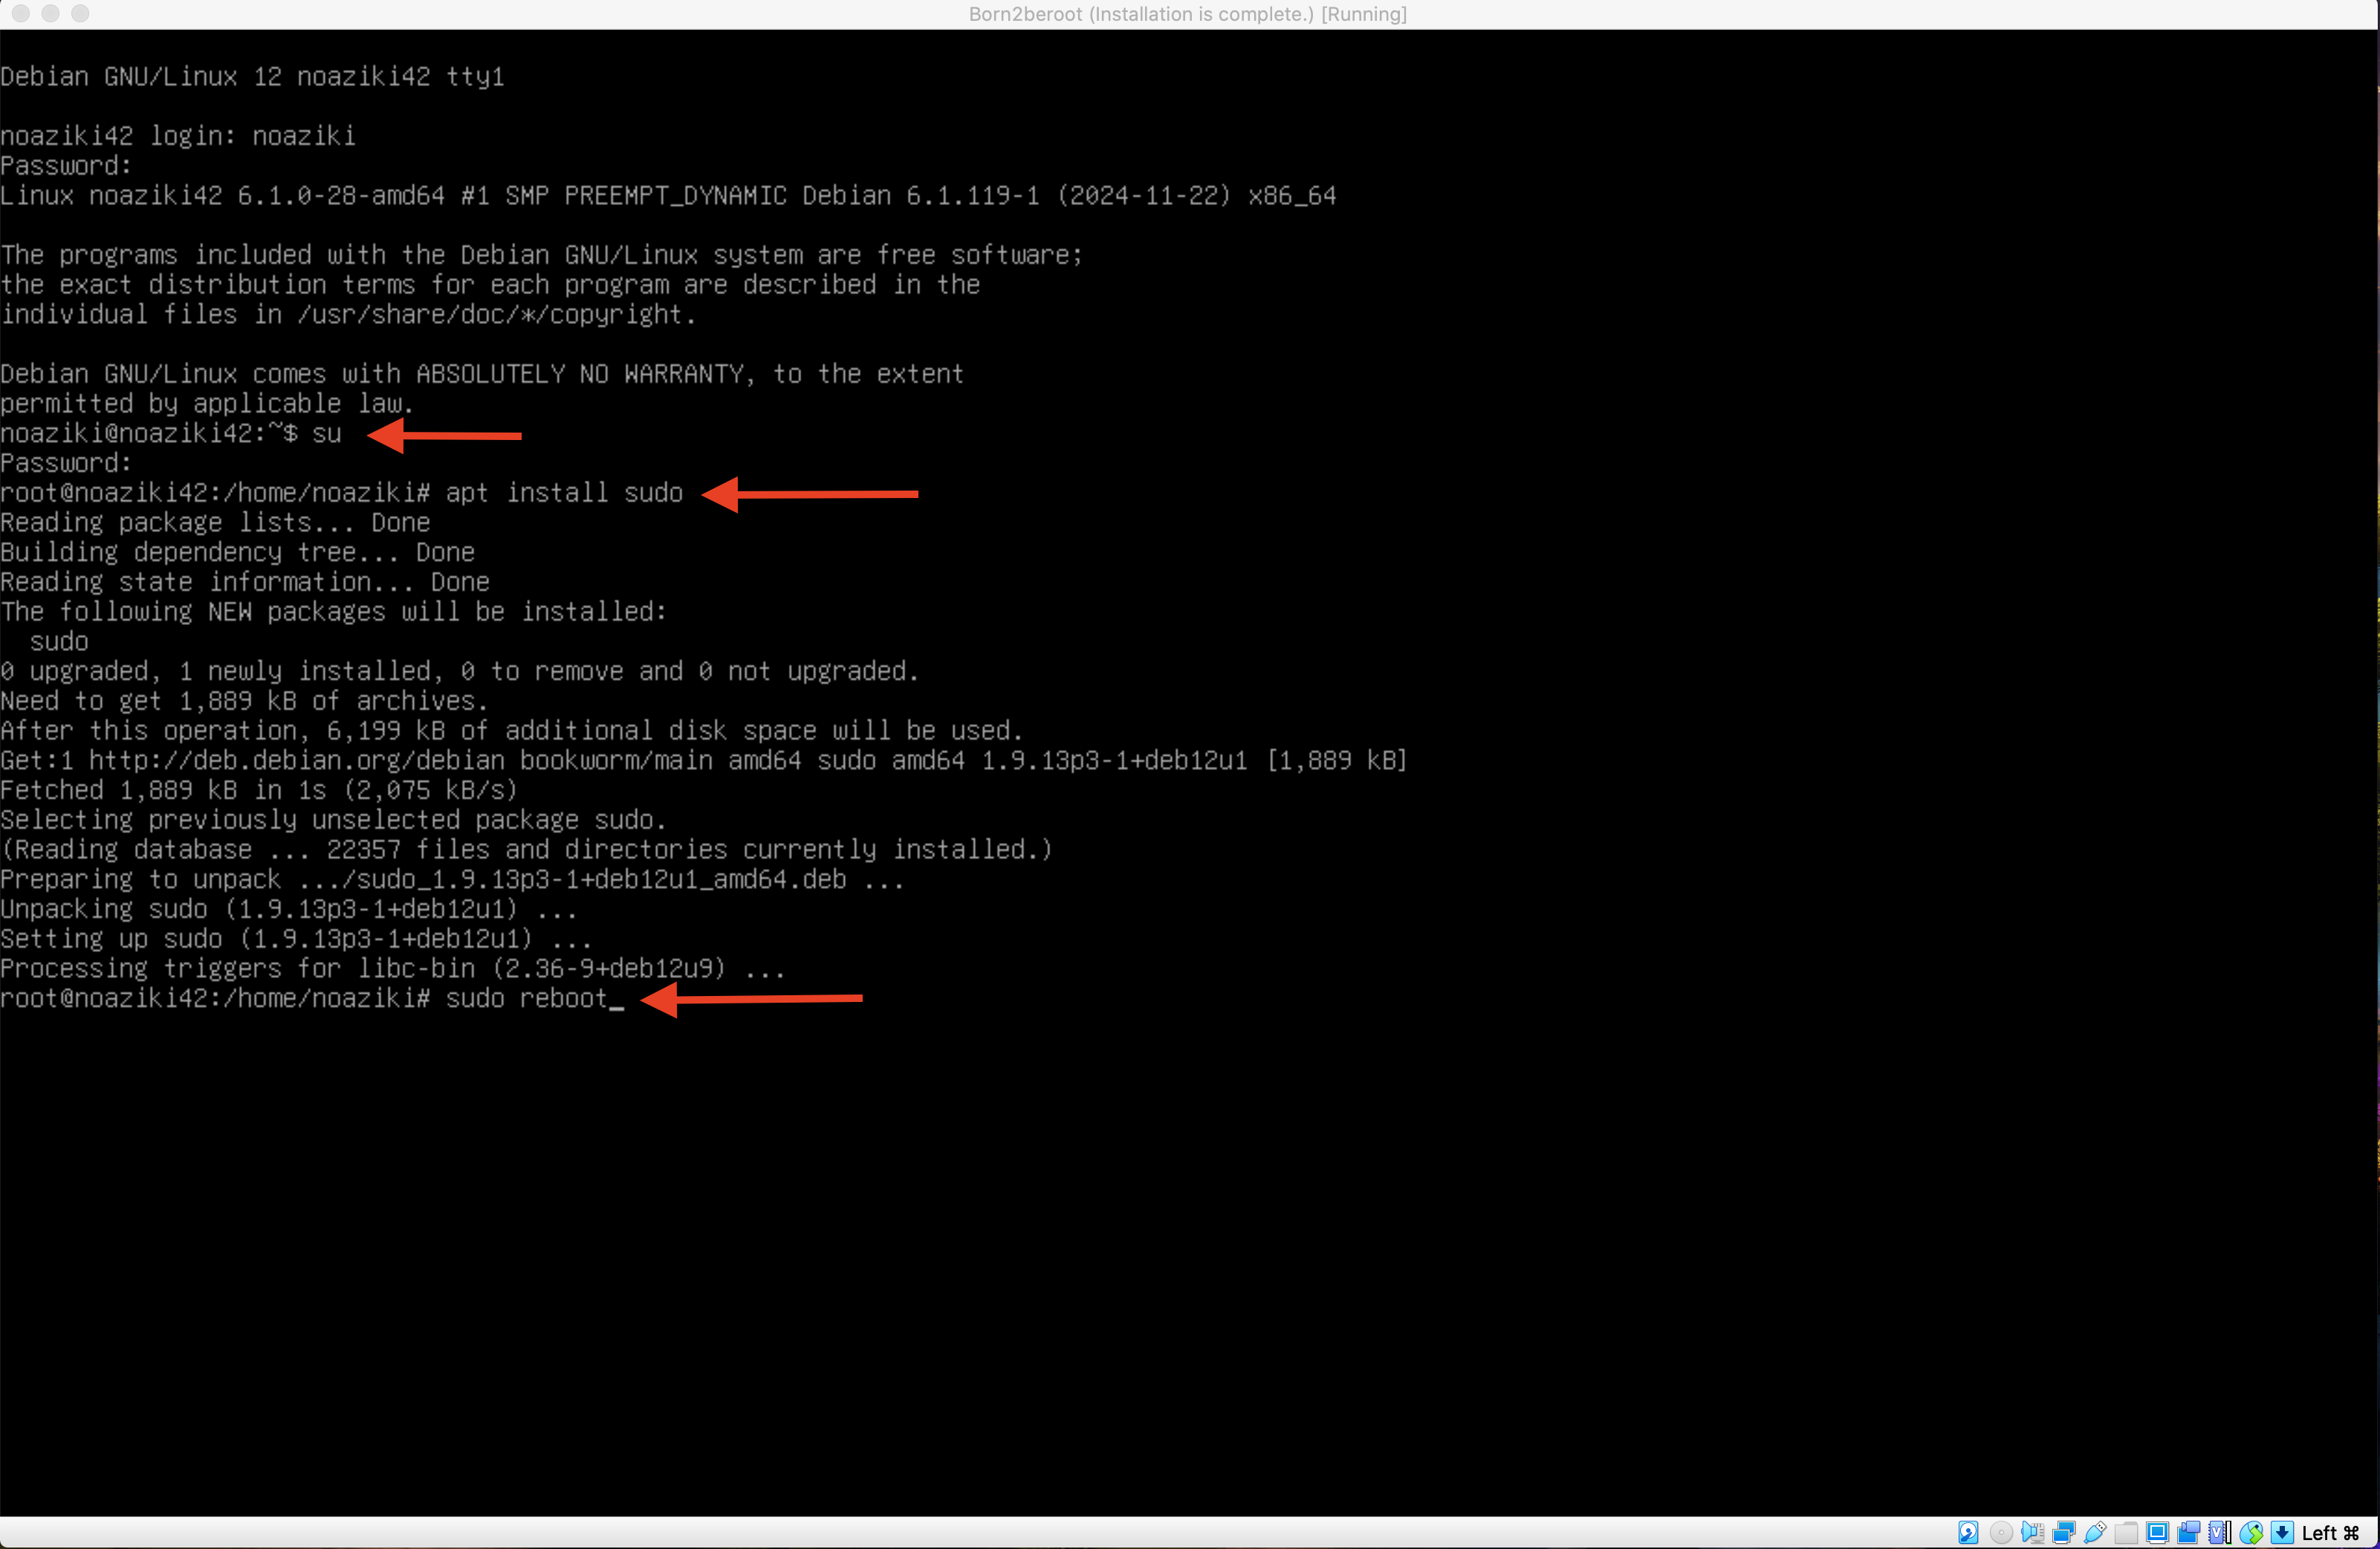 Born2beroot (Installation is complete.) [Running]
Debian GNU/Linux 12 noaziki42 tty1
noaziki42 login: noaziki
Password:
Linux noaziki42 6.1.0-28-amd64 #1 SMP PREEMPT_DYNAMIC Debian 6.1.119-1 (2024-11-22) x86_64
The programs included with the Debian GNU/Linux system are free software;
the exact distribution terms for each program are described in the
individual files in /usr/share/doc/*/copyright.
Debian GNU/Linux comes with ABSOLUTELY NO WARRANTY, to the extent
permitted by applicable law.
noaziki@noaziki42:~$ su
Password:
root@noaziki42:/home/noaziki# apt install sudo
Reading package lists... Done
Building dependency tree... Done
Reading state information... Done
The following NEW packages will be installed:
  sudo
0 upgraded, 1 newly installed, 0 to remove and 0 not upgraded.
Need to get 1,889 kB of archives.
After this operation, 6,199 kB of additional disk space will be used.
Get:1 http://deb.debian.org/debian bookworm/main amd64 sudo amd64 1.9.13p3-1+deb12u1 [1,889 kB]
Fetched 1,889 kB in 1s (2,075 kB/s)
Selecting previously unselected package sudo.
(Reading database ... 22357 files and directories currently installed.)
Preparing to unpack .../sudo_1.9.13p3-1+deb12u1_amd64.deb ...
Unpacking sudo (1.9.13p3-1+deb12u1) ...
Setting up sudo (1.9.13p3-1+deb12u1) ...
Processing triggers for libc-bin (2.36-9+deb12u9) ...
root@noaziki42:/home/noaziki# sudo reboot_
Left ⌘